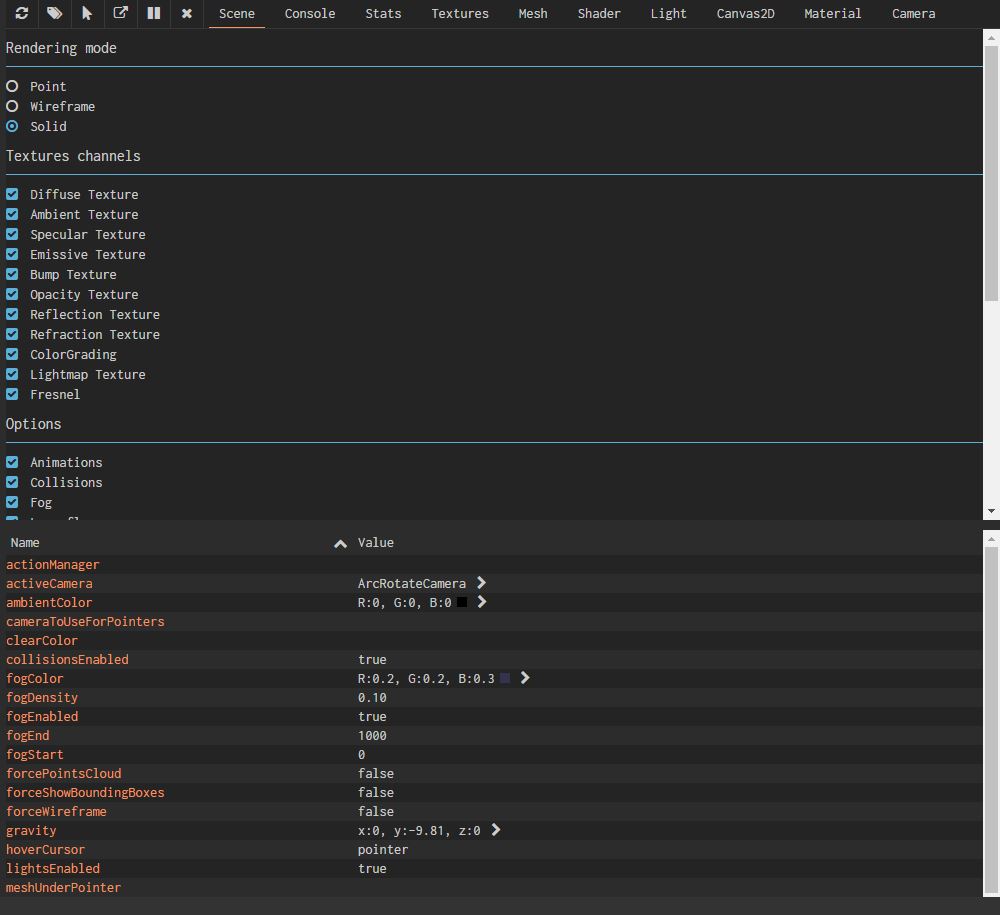 Scene Console Stats Textures Mesh Shader Light Canvas2D Material Camera
Rendering mode
Point
Wireframe
Solid
Textures channels
Diffuse Texture
Ambient Texture
Specular Texture
Emissive Texture
Bump Texture
Opacity Texture
Reflection Texture
Refraction Texture
ColorGrading
Lightmap Texture
Fresnel
Options
Animations
Collisions
Fog
Name Value
actionManager
activeCamera ArcRotateCamera
ambientColor R:0, G:0, B:0
cameraToUseForPointers
clearColor
collisionsEnabled true
fogColor R:0.2, G:0.2, B:0.3
fogDensity 0.10
fogEnabled true
fogEnd 1000
fogStart 0
forcePointsCloud false
forceShowBoundingBoxes false
forceWireframe false
gravity x:0, y:-9.81, z:0
hoverCursor pointer
lightsEnabled true
meshUnderPointer